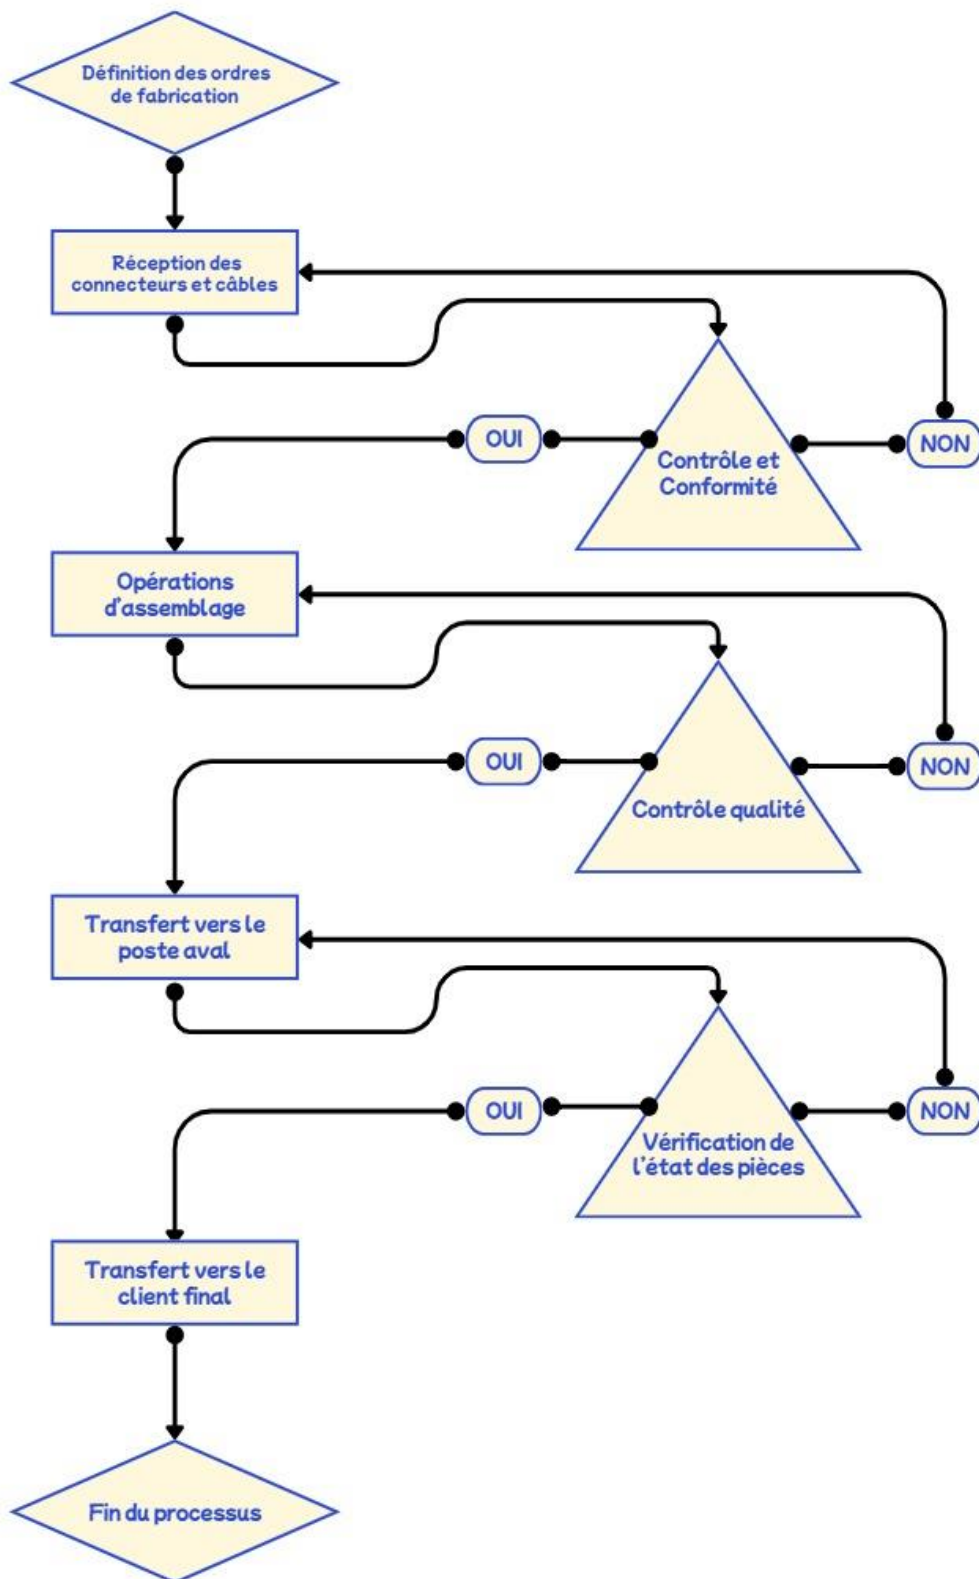 Définition des ordres
de fabrication
Réception des
connecteurs et câbles
OUI
NON
Contrôle et
Conformité
Opérations
d'assemblage
OUI
NON
Contrôle qualité
Transfert vers le
poste aval
OUI
NON
Vérification de
l'état des pièces
Transfert vers le
client final
Fin du processus